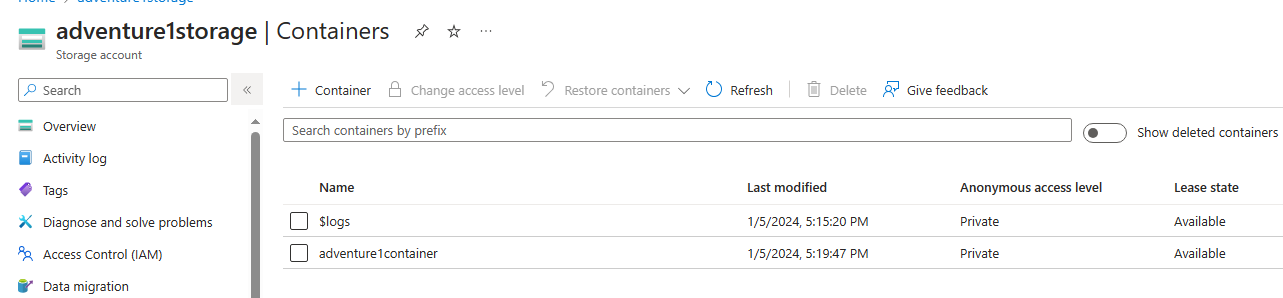 Home > adventure1storage
adventure1storage | Containers
Storage account
Search
«
Container
Change access level
Restore containers
Refresh
Delete
Give feedback
Overview
Activity log
Tags
Diagnose and solve problems
Access Control (IAM)
Data migration
Search containers by prefix
Show deleted containers
Name Last modified Anonymous access level Lease state
$logs 1/5/2024, 5:15:20 PM Private Available
adventure1container 1/5/2024, 5:19:47 PM Private Available